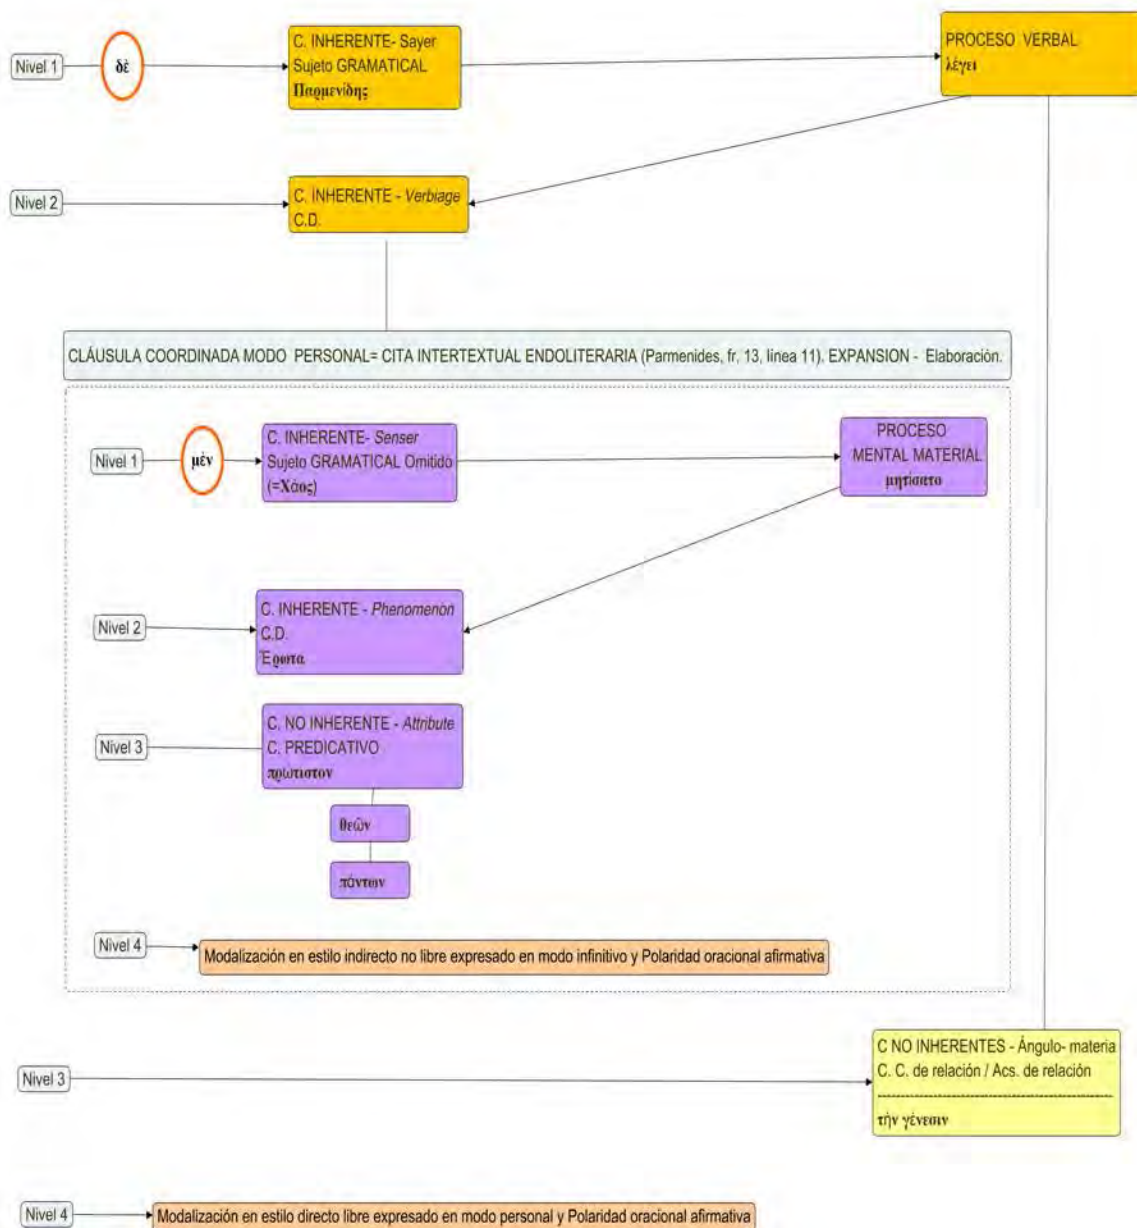 Nivel 1
δὲ
C. INHERENTE- Sayer
Sujeto GRAMATICAL
Παρμενίδης
PROCESO VERBAL
λέγει
Nivel 2
C. INHERENTE - Verbiage
C.D.
CLÁUSULA COORDINADA MODO PERSONAL= CITA INTERTEXTUAL ENDOLITERARIA (Parmenides, fr. 13, línea 11). EXPANSION - Elaboración.
Nivel 1
μὲν
C. INHERENTE- Senser
Sujeto GRAMATICAL Omitido
(=Χάος)
PROCESO
MENTAL MATERIAL
μητίσατο
Nivel 2
C. INHERENTE - Phenomenon
C.D.
Ἔρωτα
Nivel 3
C. NO INHERENTE - Attribute
C. PREDICATIVO
πρώτιστον
θεῶν
πάντων
Nivel 4
Modalización en estilo indirecto no libre expresado en modo infinitivo y Polaridad oracional afirmativa
Nivel 3
C NO INHERENTES - Ángulo- materia
C. C. de relación / Acs. de relación
τὴν γένεσιν
Nivel 4
Modalización en estilo directo libre expresado en modo personal y Polaridad oracional afirmativa